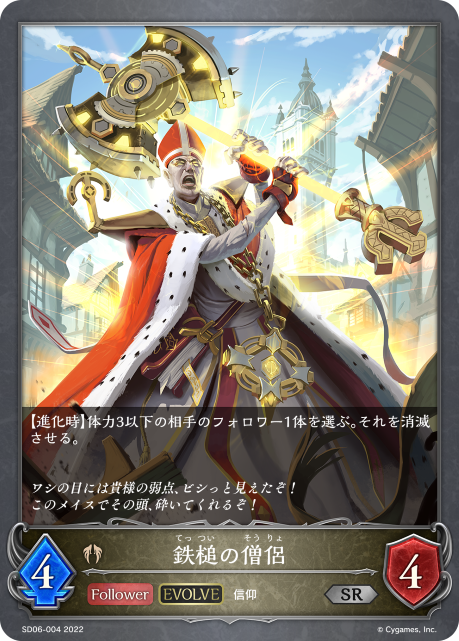 【進化時】体力3以下の相手のフォロワー1体を選ぶ。それを消滅
させる。
ワシの目には貴様の弱点、ビシっと見えたぞ！
このメイスでその頭、砕いてくれるぞ！
てっつい そうりょ
鉄槌の僧侶
4
4
Follower EVOLVE 信仰
SR
SD06-004 2022
© Cygames, Inc.